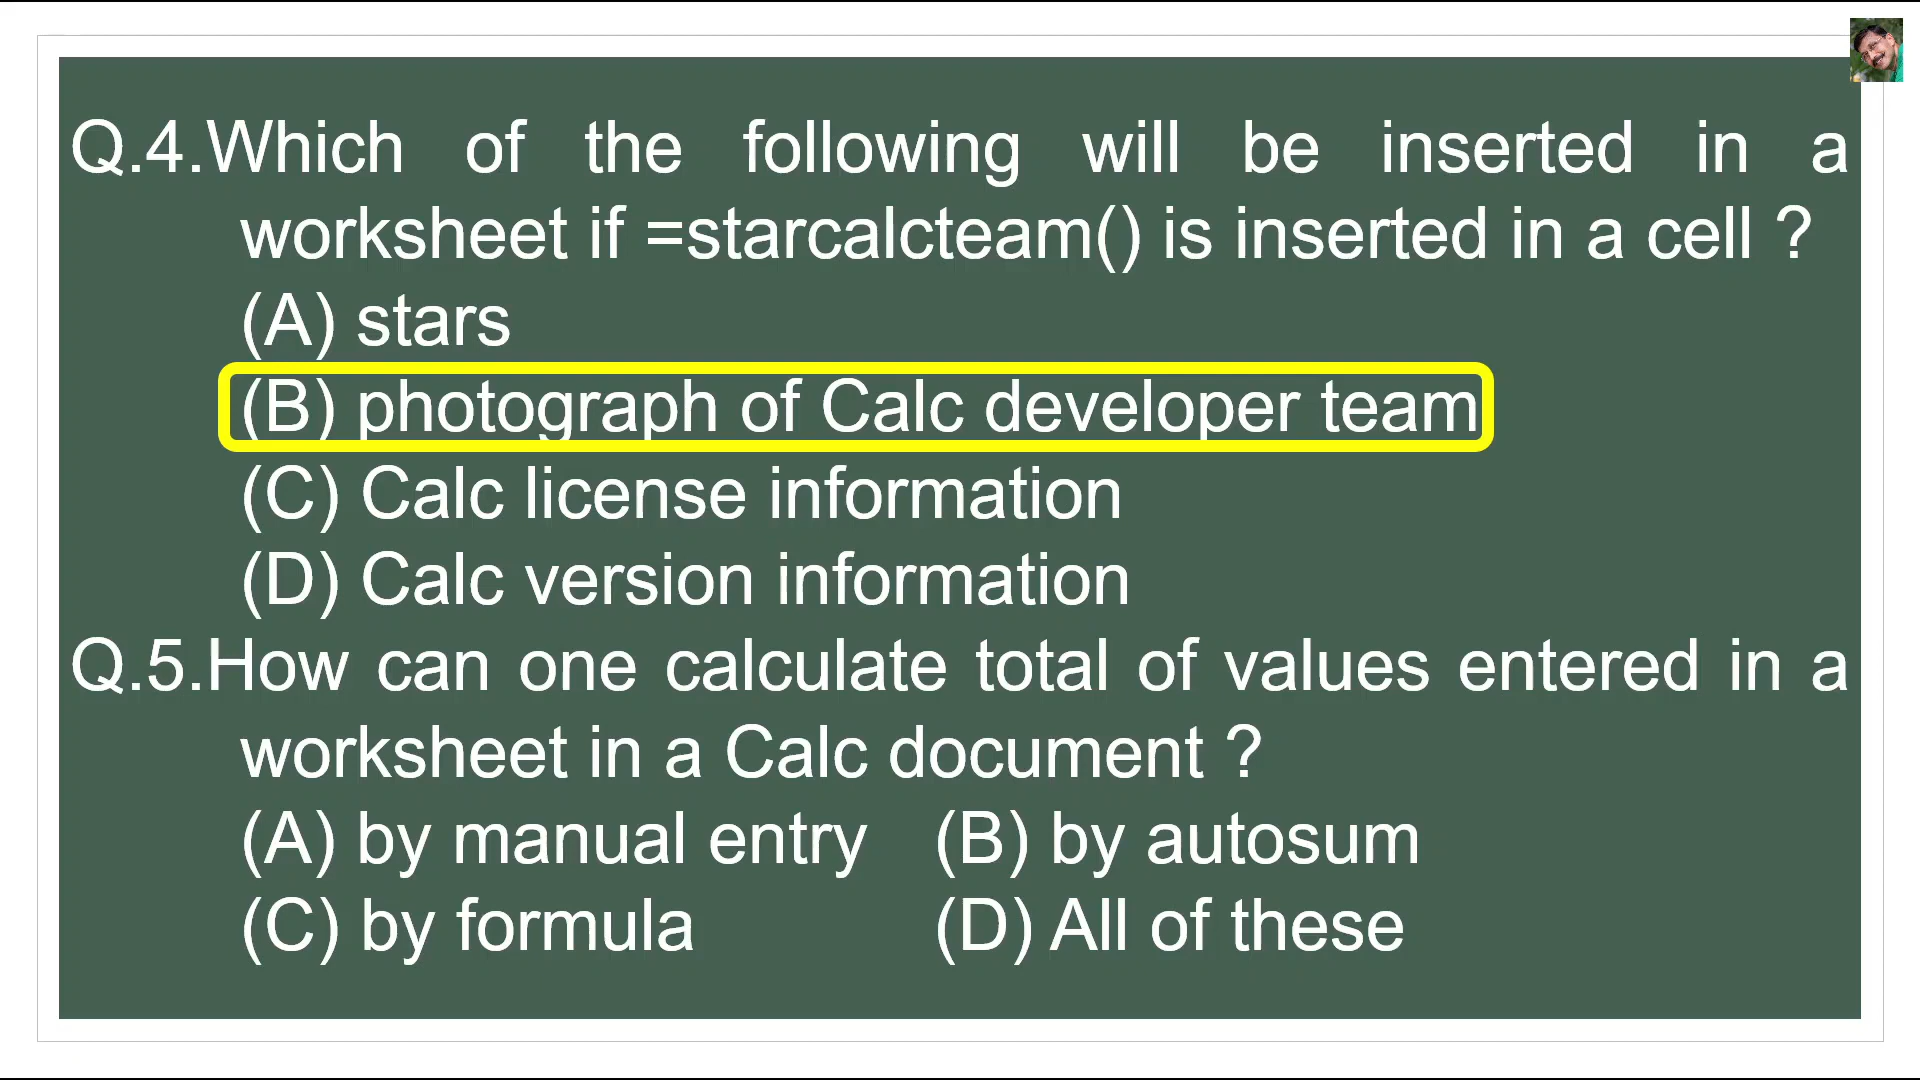 Q.4.Which of the following will be inserted in a
worksheet if =starcalcteam() is inserted in a cell ?
(A) stars
(B) photograph of Calc developer team
(C) Calc license information
(D) Calc version information
Q.5.How can one calculate total of values entered in a
worksheet in a Calc document ?
(A) by manual entry (B) by autosum
(C) by formula (D) All of these